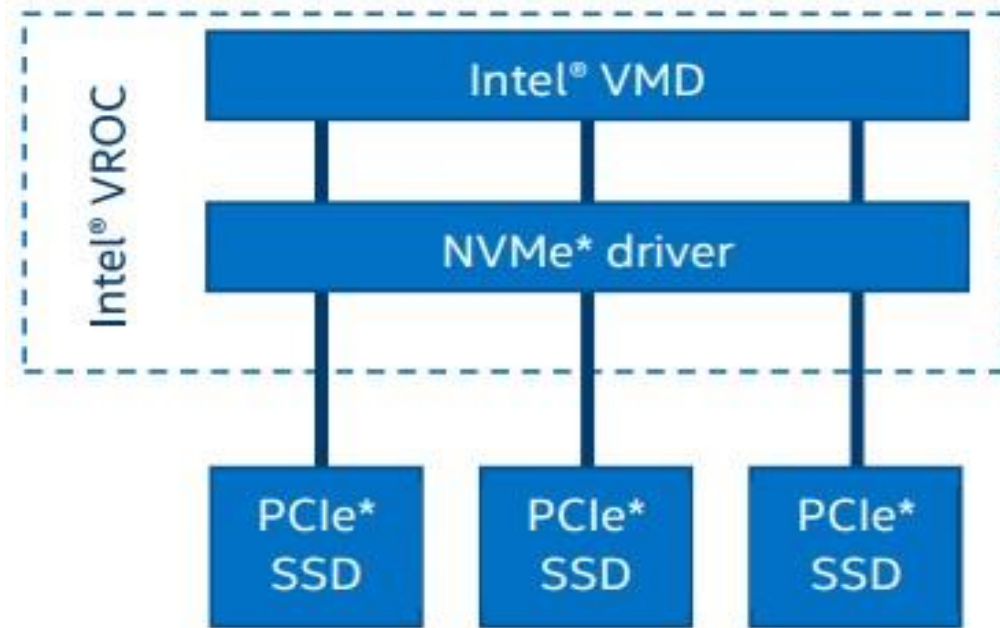 Intel® VROC
Intel® VMD
NVMe* driver
PCIe*
SSD
PCIe*
SSD
PCIe*
SSD